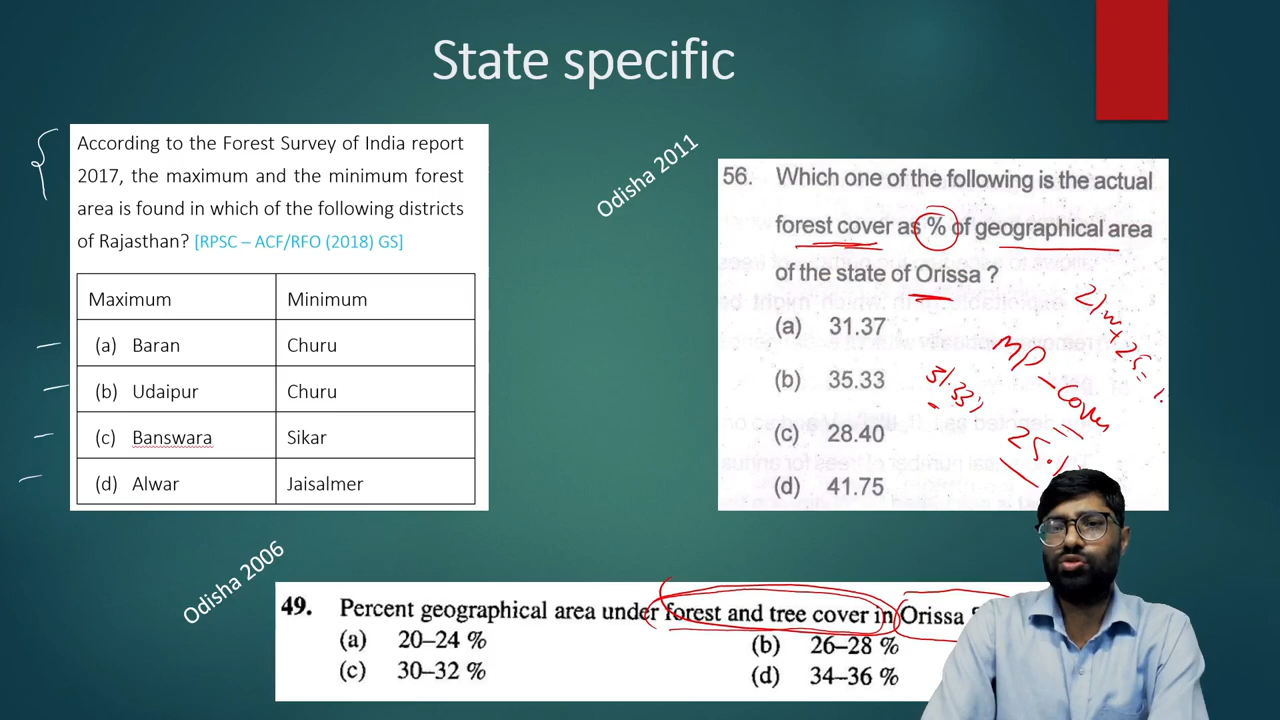 State specific
According to the Forest Survey of India report
2017, the maximum and the minimum forest
area is found in which of the following districts
of Rajasthan? [RPSC – ACF/RFO (2018) GS]
Maximum Minimum
(a) Baran Churu
(b) Udaipur Churu
(c) Banswara Sikar
(d) Alwar Jaisalmer
Odisha 2011
56. Which one of the following is the actual
forest cover as % of geographical area
of the state of Orissa ?
(a) 31.37
(b) 35.33
(c) 28.40
(d) 41.75
MP - Cover
25.1
Odisha 2006
49. Percent geographical area under forest and tree cover in Orissa
(a) 20–24 %
(b) 26–28 %
(c) 30–32 %
(d) 34–36 %